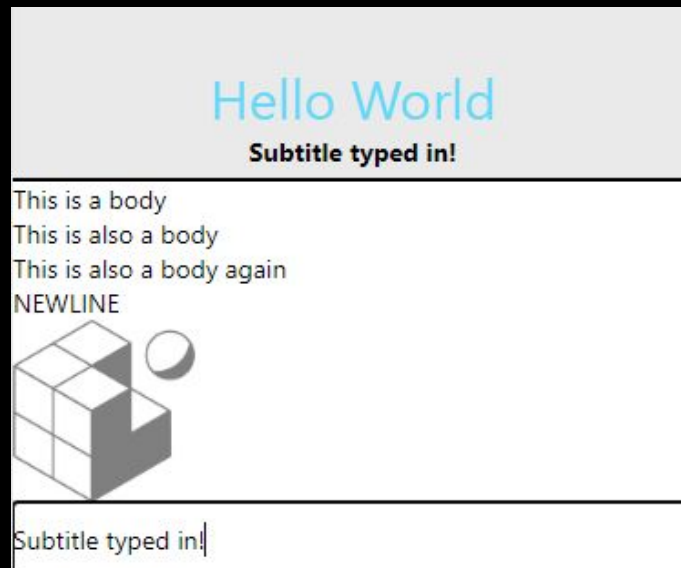 Hello World
Subtitle typed in!
This is a body
This is also a body
This is also a body again
NEWLINE
Subtitle typed in!